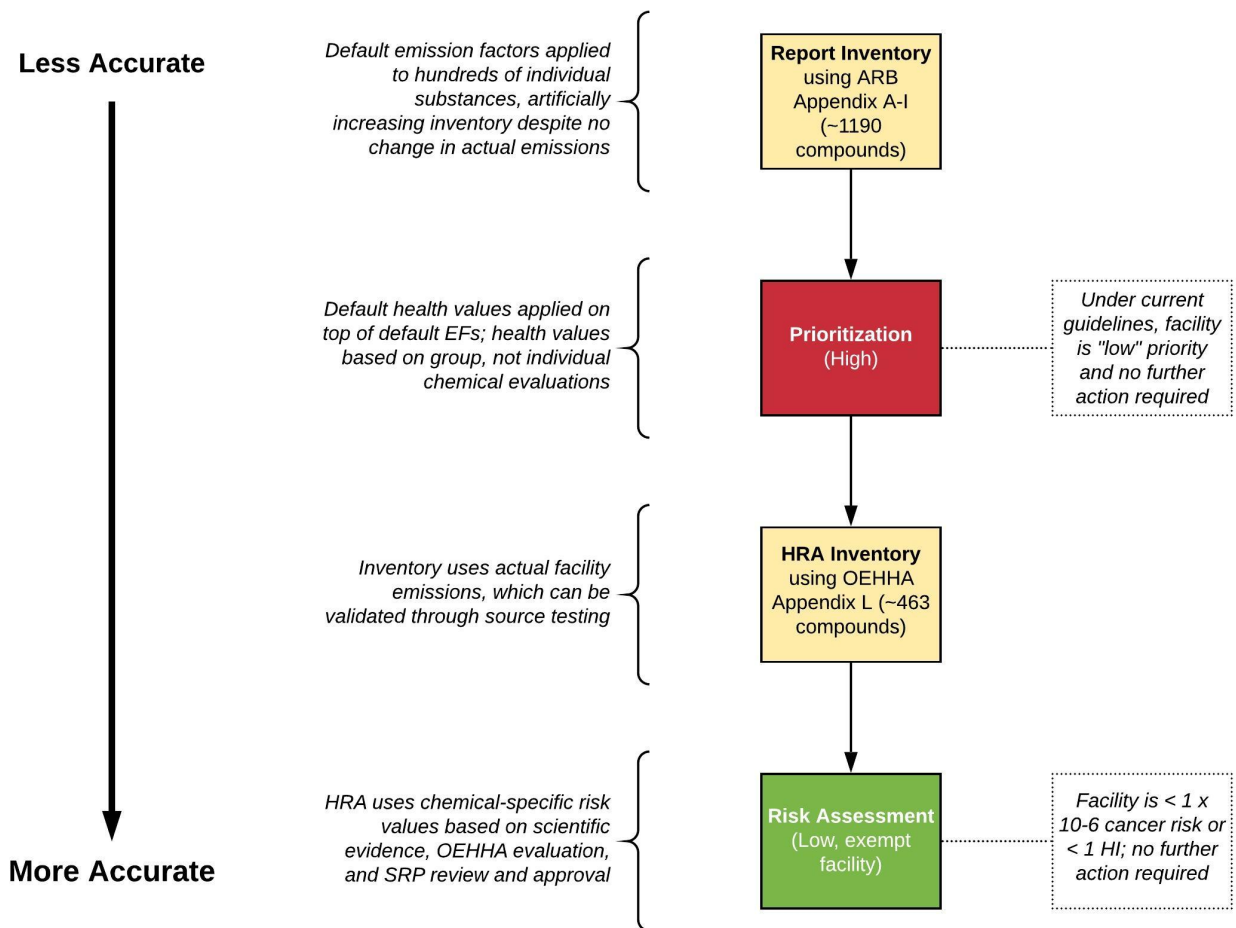 Less Accurate
Default emission factors applied
to hundreds of individual
substances, artificially
increasing inventory despite no
change in actual emissions
Report Inventory
using ARB
Appendix A-I
(~1190
compounds)
Default health values applied on
top of default EFs; health values
based on group, not individual
chemical evaluations
Prioritization
(High)
Under current
guidelines, facility
is "low" priority
and no further
action required
Inventory uses actual facility
emissions, which can be
validated through source testing
HRA Inventory
using OEHHA
Appendix L (~463
compounds)
HRA uses chemical-specific risk
values based on scientific
evidence, OEHHA evaluation,
and SRP review and approval
Risk Assessment
(Low, exempt
facility)
Facility is < 1 x
10-6 cancer risk or
< 1 HI; no further
action required
More Accurate